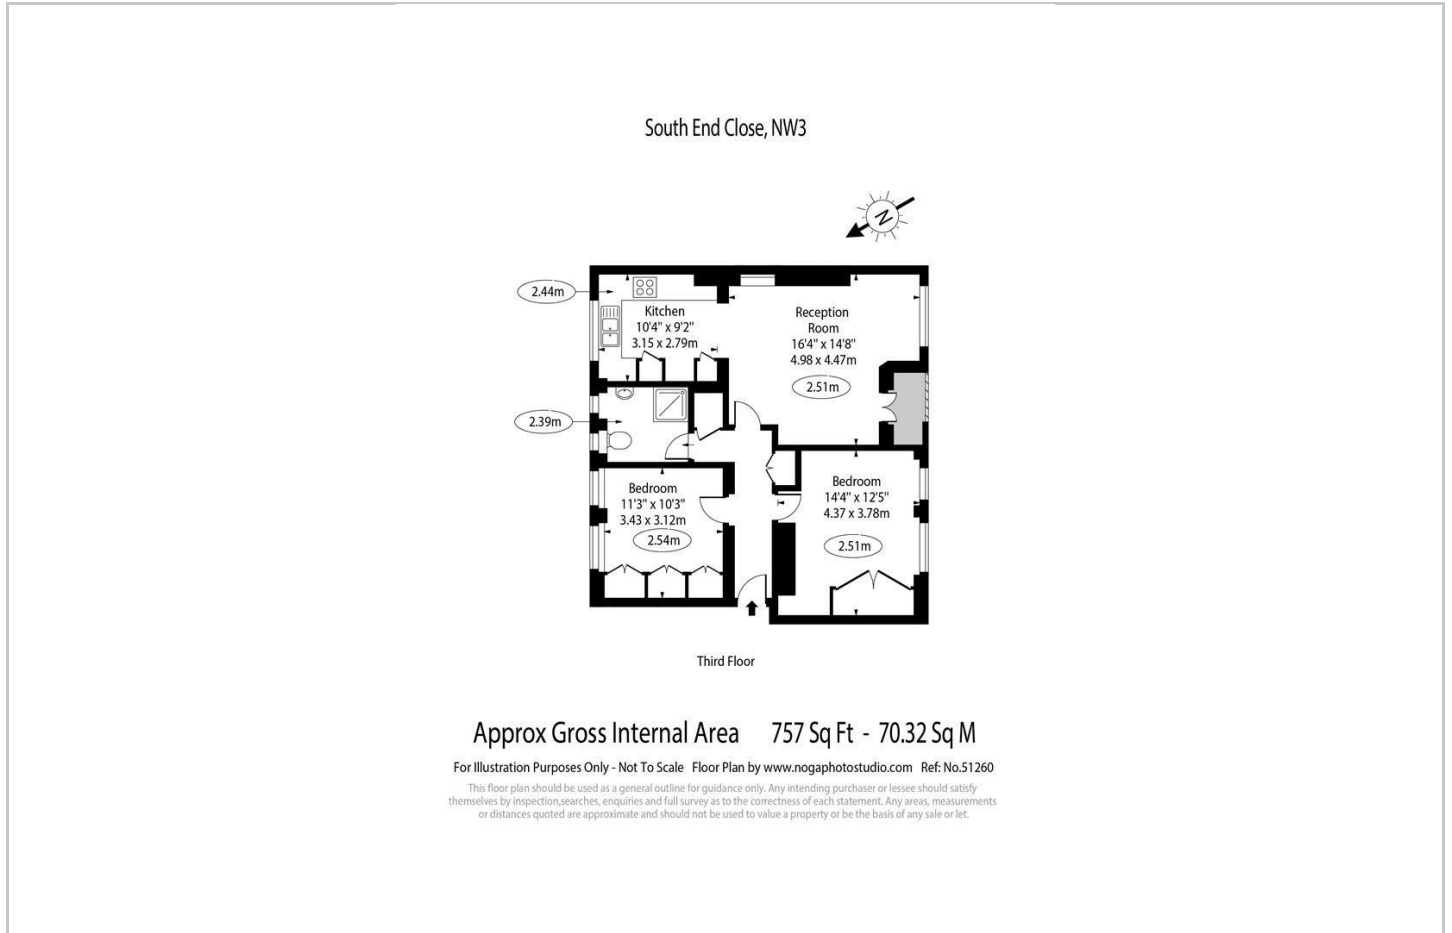 South End Close, NW3
N
2.44m
Kitchen
10'4" x 9'2"
3.15 x 2.79m
Reception
Room
16'4" x 14'8"
4.98 x 4.47m
2.51m
2.39m
Bedroom
11'3" x 10'3"
3.43 x 3.12m
2.54m
Bedroom
14'4" x 12'5"
4.37 x 3.78m
2.51m
Third Floor
Approx Gross Internal Area 757 Sq Ft - 70.32 Sq M
For Illustration Purposes Only - Not To Scale Floor Plan by www.nogaphotostudio.com Ref: No.51260
This floor plan should be used as a general outline for guidance only. Any intending purchaser or lessee should satisfy
themselves by inspection,searches, enquiries and full survey as to the correctness of each statement. Any areas, measurements
or distances quoted are approximate and should not be used to value a property or be the basis of any sale or let.